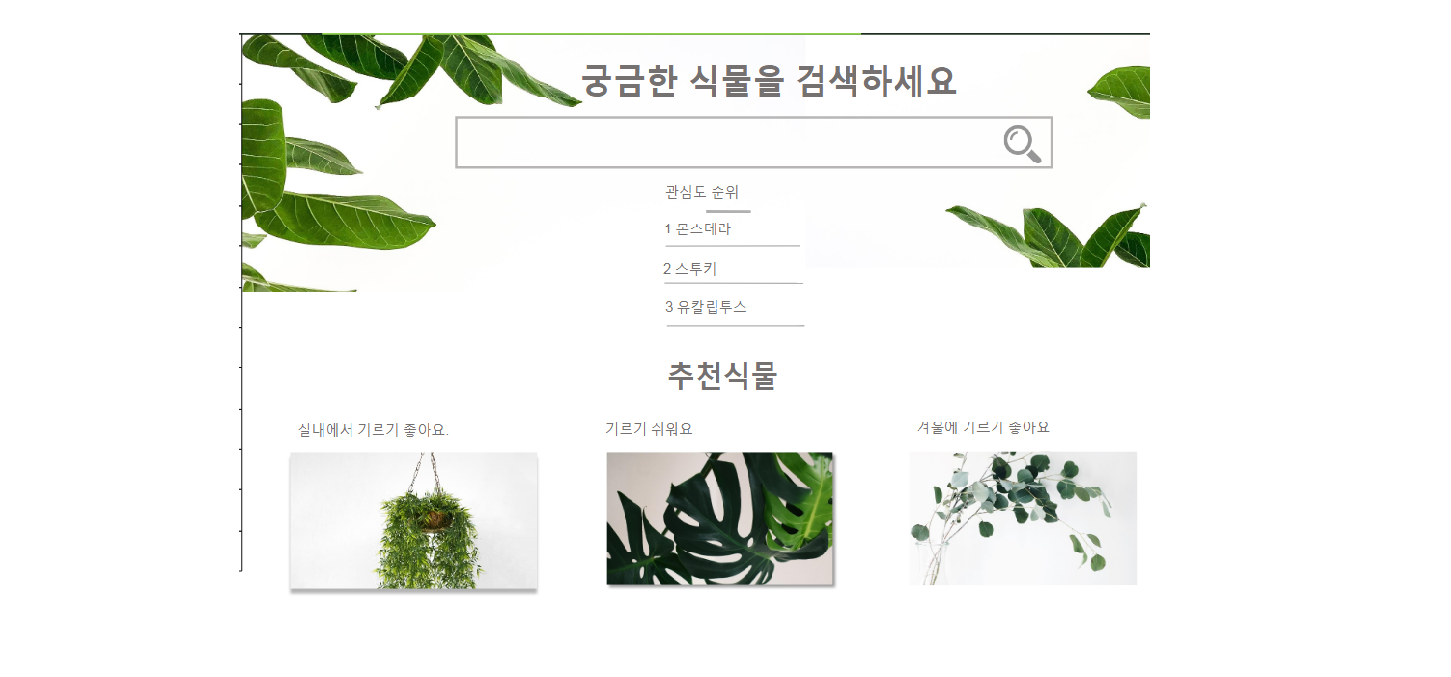 궁금한 식물을 검색하세요
관심도 순위
1 몬스테라
2 스투키
3 유칼립투스
추천식물
실내에서 기르기 좋아요.
기르기 쉬워요
겨울에 기르기 좋아요